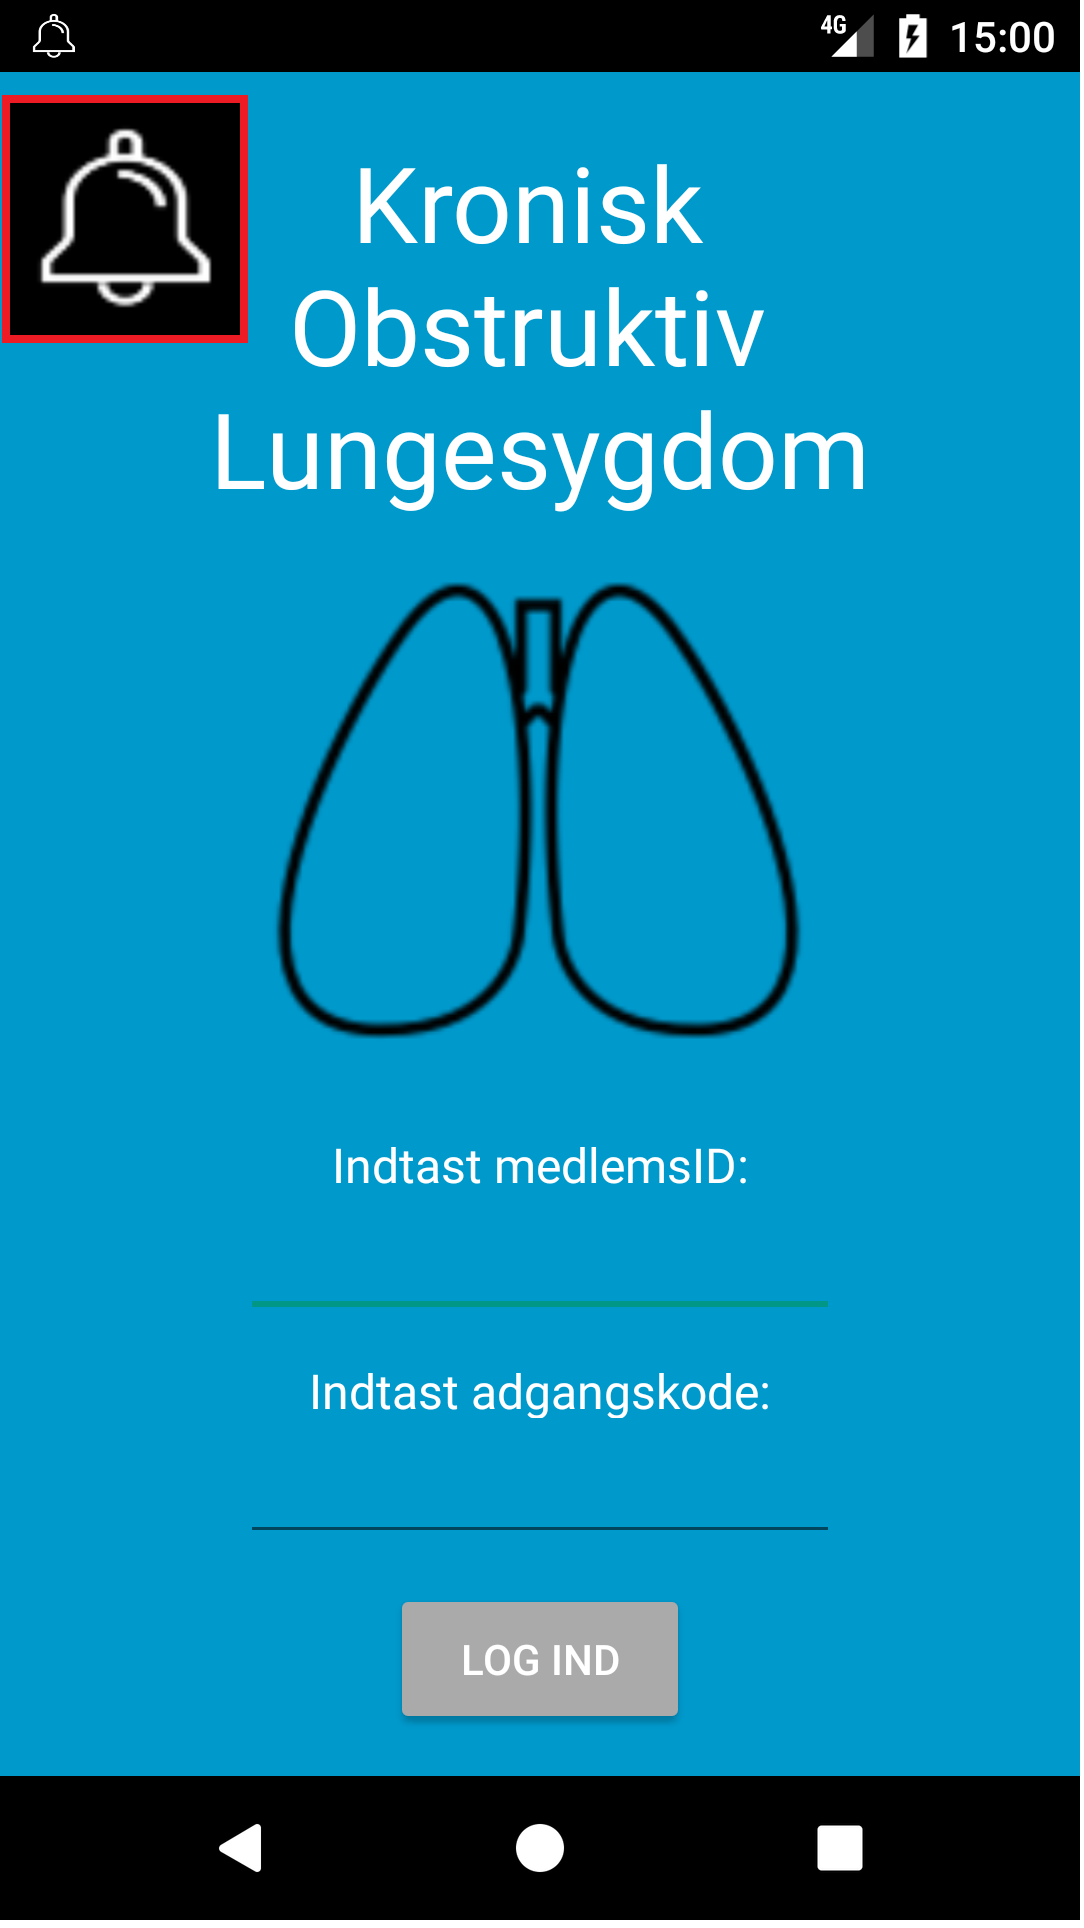 4G 15:00
Kronisk
Obstruktiv
Lungesygdom
Indtast medlemsID:
Indtast adgangskode:
LOG IND